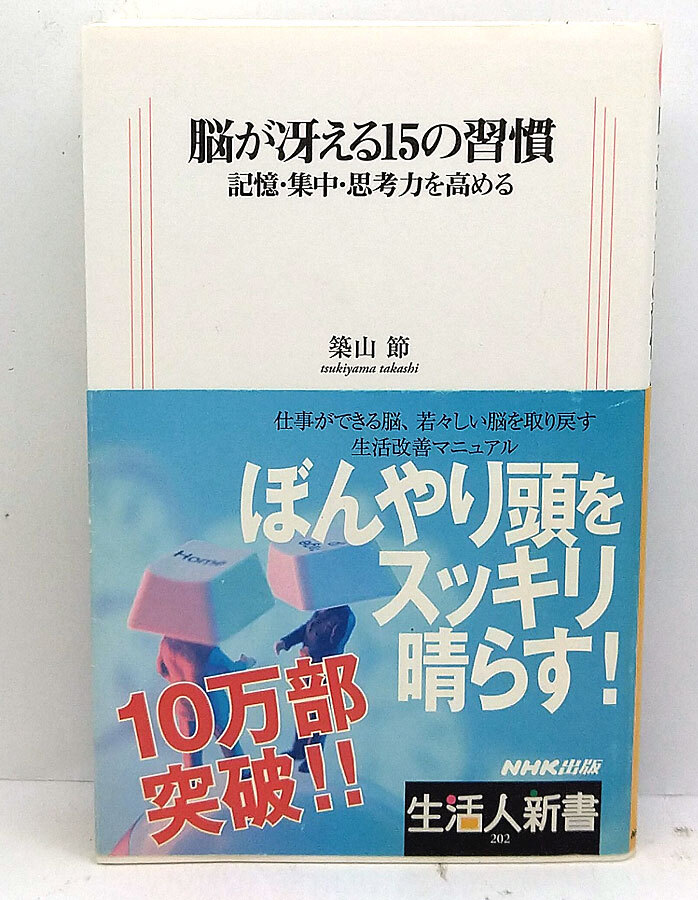 脳が冴える15の習慣
記憶・集中・思考力を高める
築山 節
tsukiyama takashi
仕事ができる脳、若々しい脳を取り戻す
生活改善マニュアル
ぼんやり頭を
スッキリ
晴らす!
Home
10万部
突破!!
NHK出版
生活人新書
202